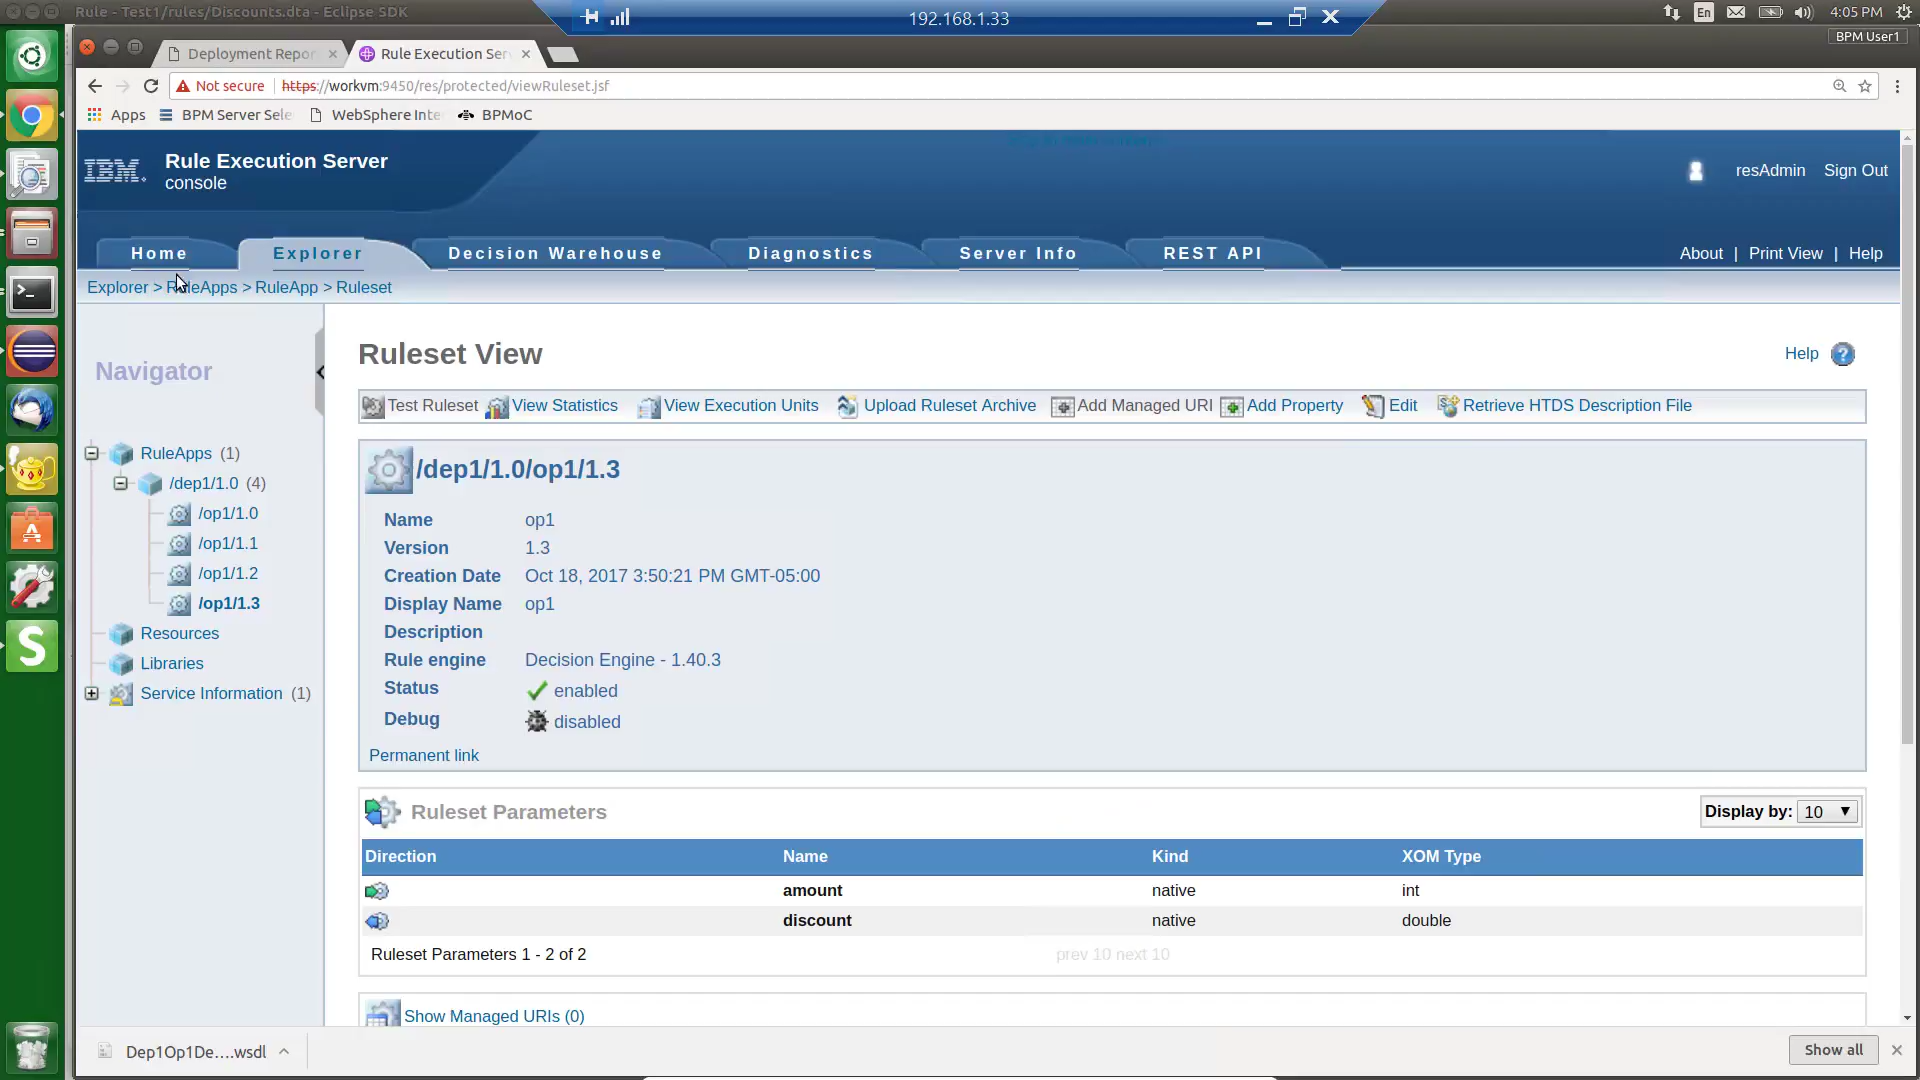 Rule - Test1/rules/Discounts.dta - Eclipse SDK
192.168.1.33
En
4:05 PM
BPM User1
Deployment Repor
Rule Execution Ser
Not secure
https://workvm:9450/res/protected/viewRuleset.jsf
Apps
BPM Server Sele
WebSphere Inte
BPMoC
IBM.
Rule Execution Server
console
resAdmin
Sign Out
Home
Explorer
Decision Warehouse
Diagnostics
Server Info
REST API
About | Print View | Help
Explorer > RuleApps > RuleApp > Ruleset
Navigator
RuleApps (1)
/dep1/1.0 (4)
/op1/1.0
/op1/1.1
/op1/1.2
/op1/1.3
Resources
Libraries
Service Information (1)
Ruleset View
Help
Test Ruleset
View Statistics
View Execution Units
Upload Ruleset Archive
Add Managed URI
Add Property
Edit
Retrieve HTDS Description File
/dep1/1.0/op1/1.3
Name op1
Version 1.3
Creation Date Oct 18, 2017 3:50:21 PM GMT-05:00
Display Name op1
Description
Rule engine Decision Engine - 1.40.3
Status enabled
Debug disabled
Permanent link
Ruleset Parameters
Display by: 10
Direction Name Kind XOM Type
amount native int
discount native double
Ruleset Parameters 1 - 2 of 2
prev 10 next 10
Show Managed URIs (0)
Dep1Op1De....wsdl
Show all